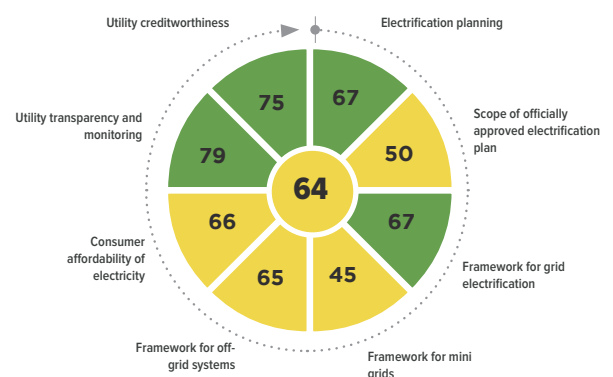 Utility creditworthiness
Electrification planning
75
67
Utility transparency and
monitoring
Scope of officially
approved electrification
plan
79
50
64
66
67
Consumer
affordability of
electricity
Framework for grid
electrification
65
45
Framework for off-
grid systems
Framework for mini
grids